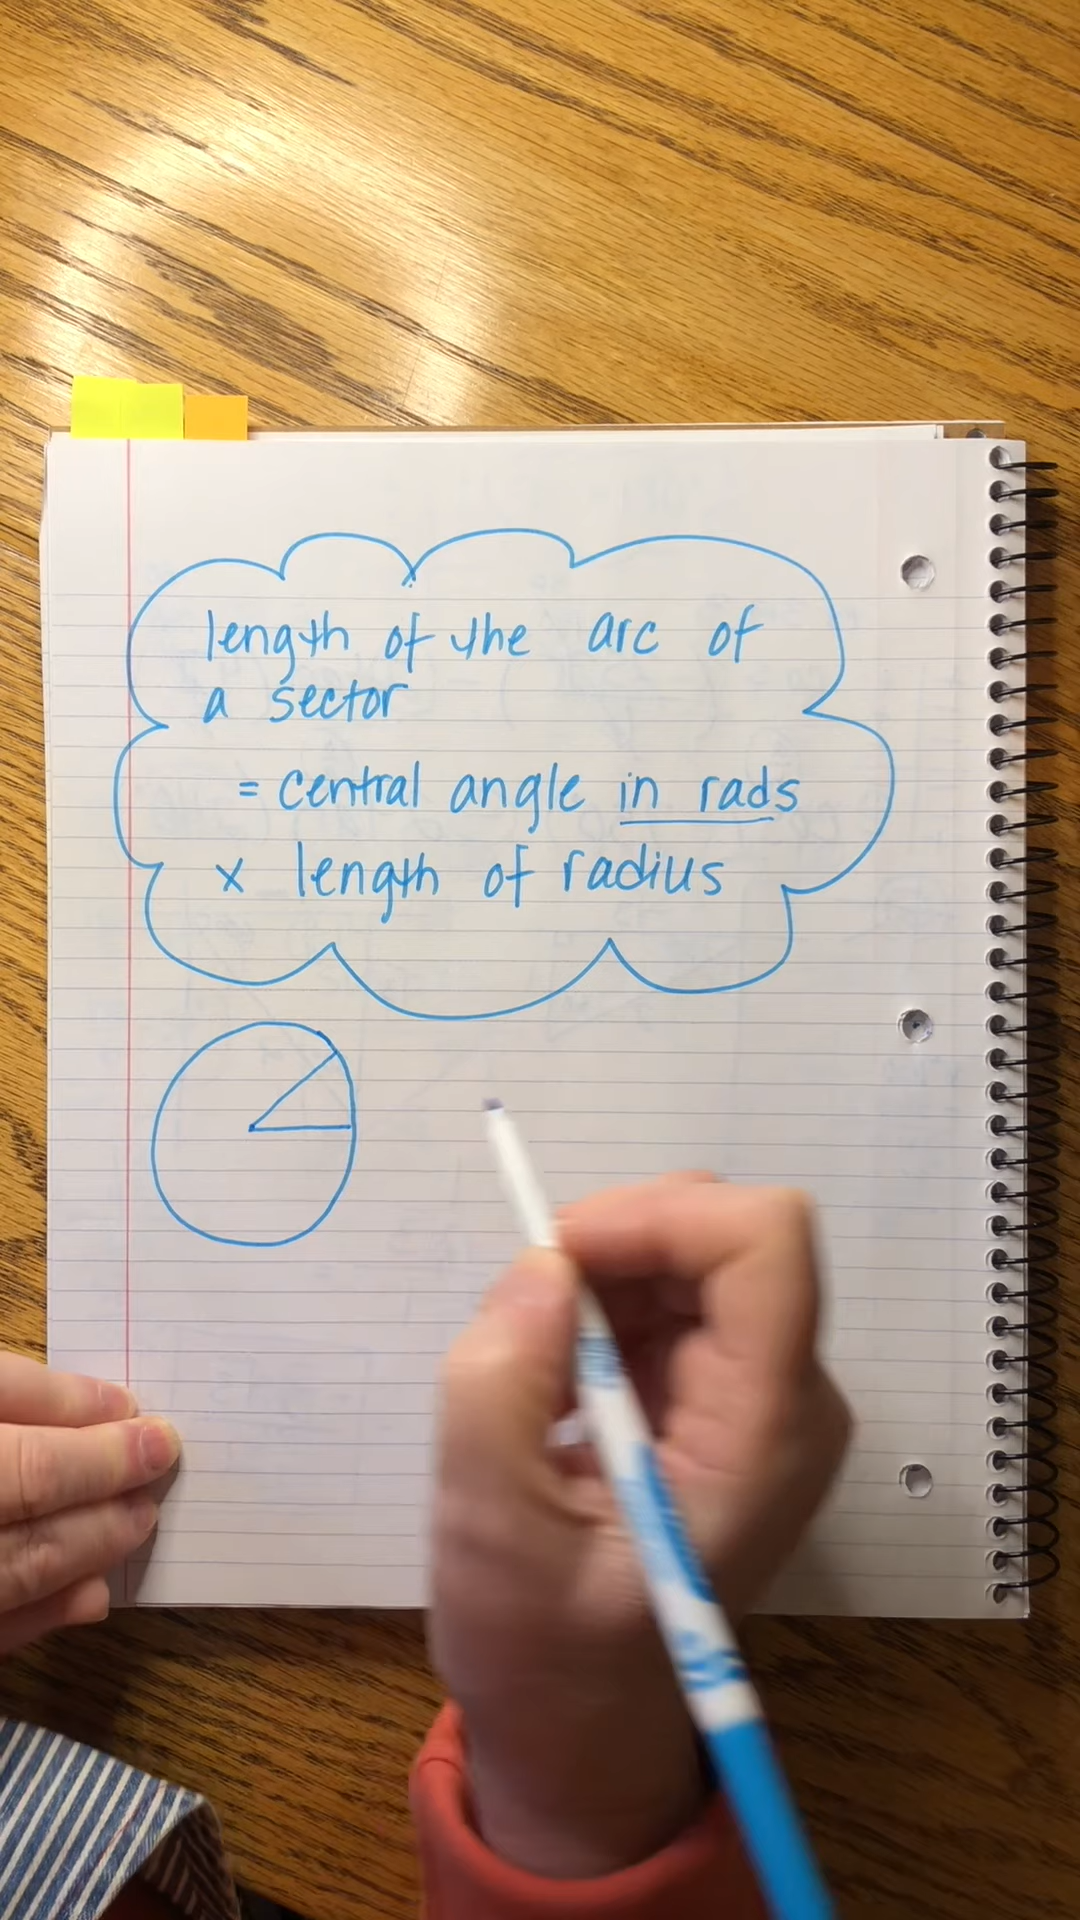 length of the arc of
a sector
= central angle in rads
x length of radius